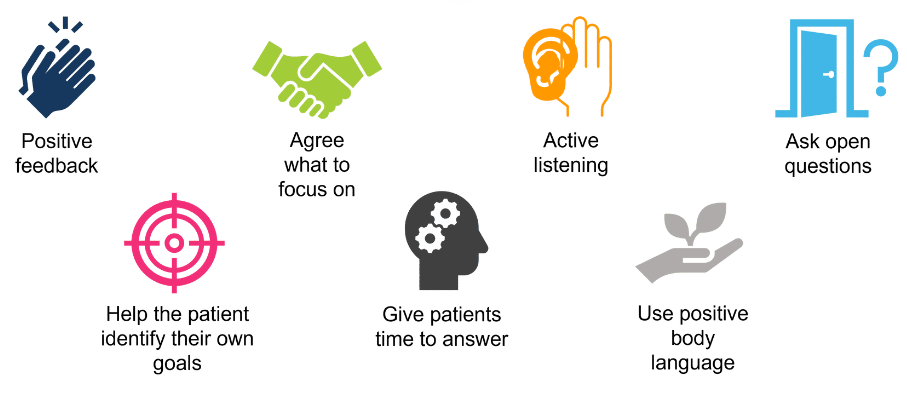 Positive
feedback
Agree
what to
focus on
Active
listening
Ask open
questions
Help the patient
identify their own
goals
Give patients
time to answer
Use positive
body
language